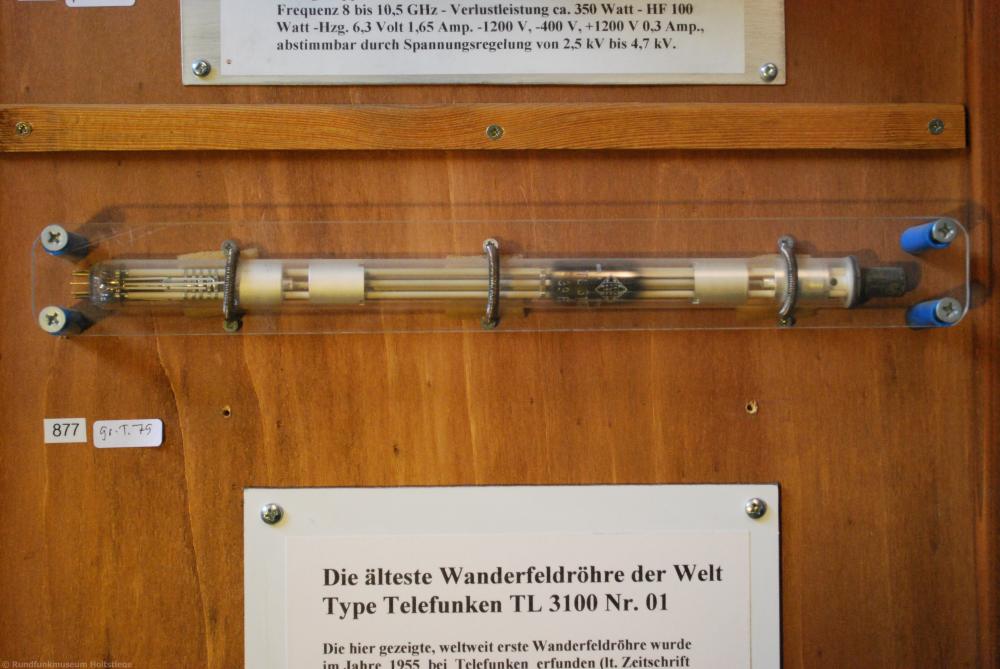 Frequenz 8 bis 10,5 GHz - Verlustleistung ca. 350 Watt - HF 100
Watt -Hzg. 6,3 Volt 1,65 Amp. -1200 V, -400 V, +1200 V 0,3 Amp.,
abstimmbar durch Spannungsregelung von 2,5 kV bis 4,7 kV.
877
gr-T. 79
Die älteste Wanderfeldröhre der Welt
Type Telefunken TL 3100 Nr. 01
Die hier gezeigte, weltweit erste Wanderfeldröhre wurde
im Jahre 1955 bei Telefunken erfunden (lt. Zeitschrift
© Rundfunkmuseum Holtstiege